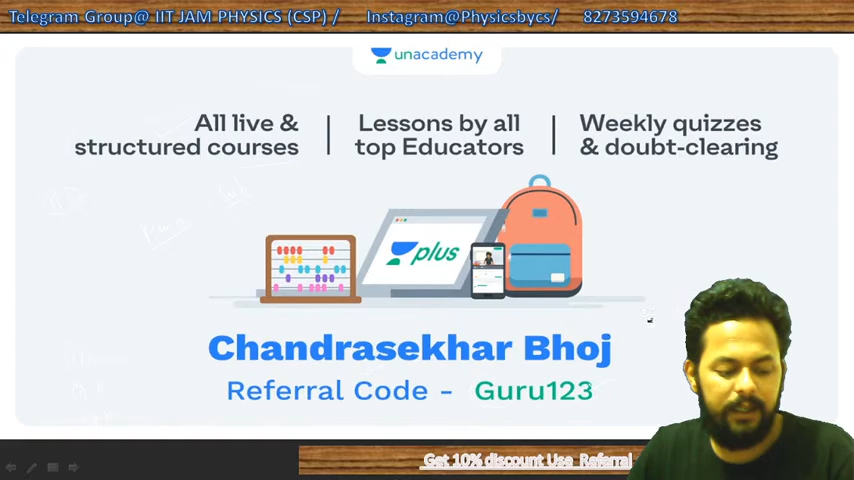 Telegram Group@ IIT JAM PHYSICS (CSP) / Instagram@Physicsbycs/ 8273594678
unacademy
All live &
structured courses
Lessons by all
top Educators
Weekly quizzes
& doubt-clearing
plus
Chandrasekhar Bhoj
Referral Code - Guru123
Get 10% discount Use Referral